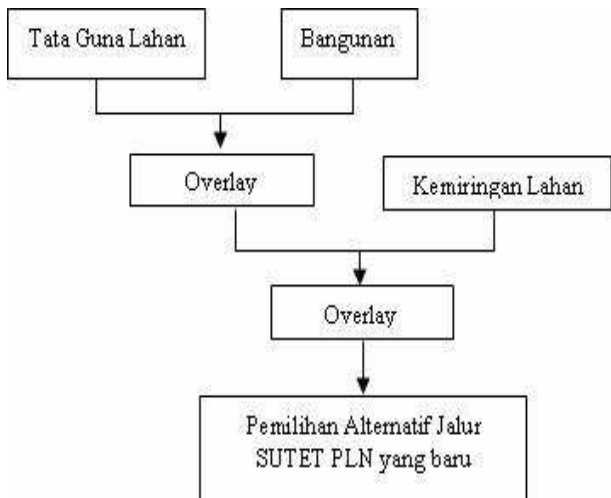 Tata Guna Lahan
Bangunan
Overlay
Kemiringan Lahan
Overlay
Pemilihan Alternatif Jalur
SUTET PLN yang baru